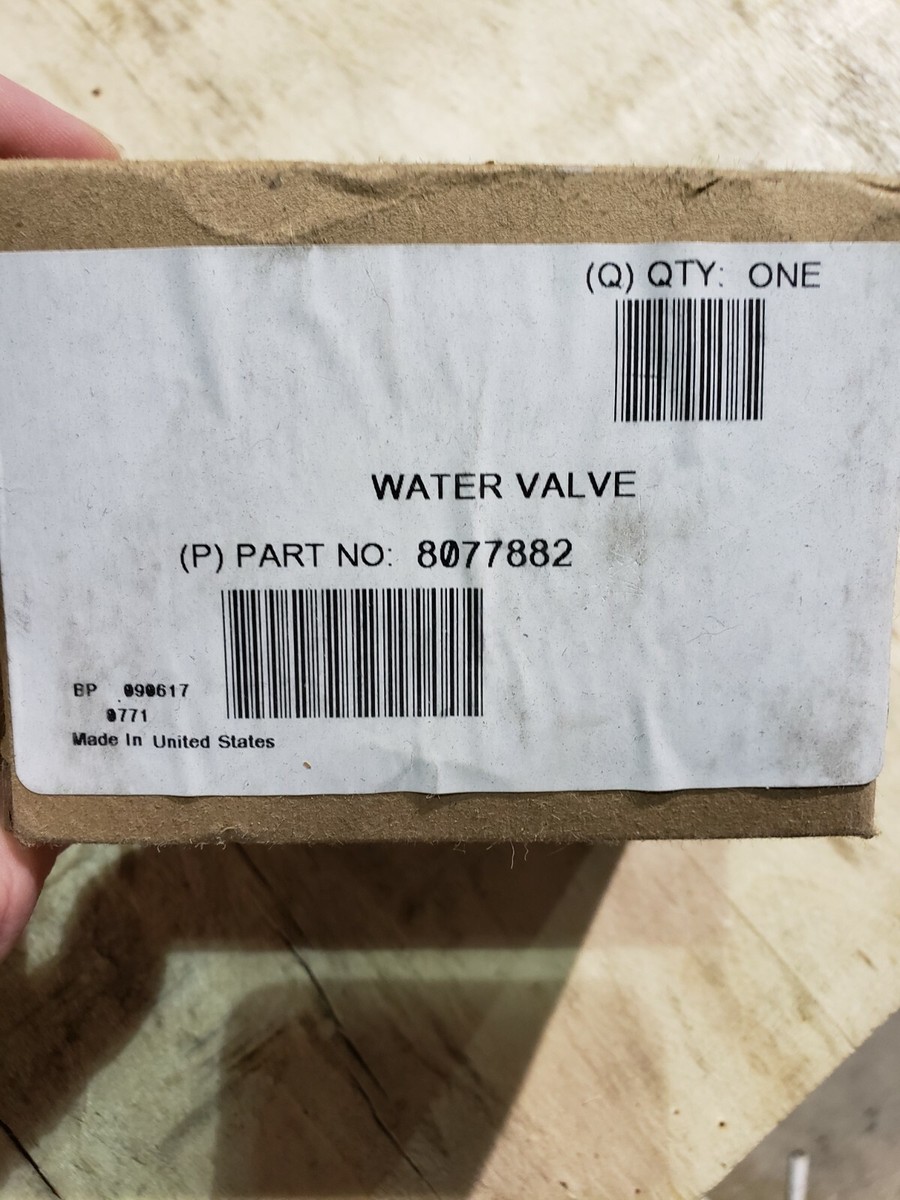 (Q) QTY: ONE
WATER VALVE
(P) PART NO: 8077882
BP 090617
0771
Made In United States